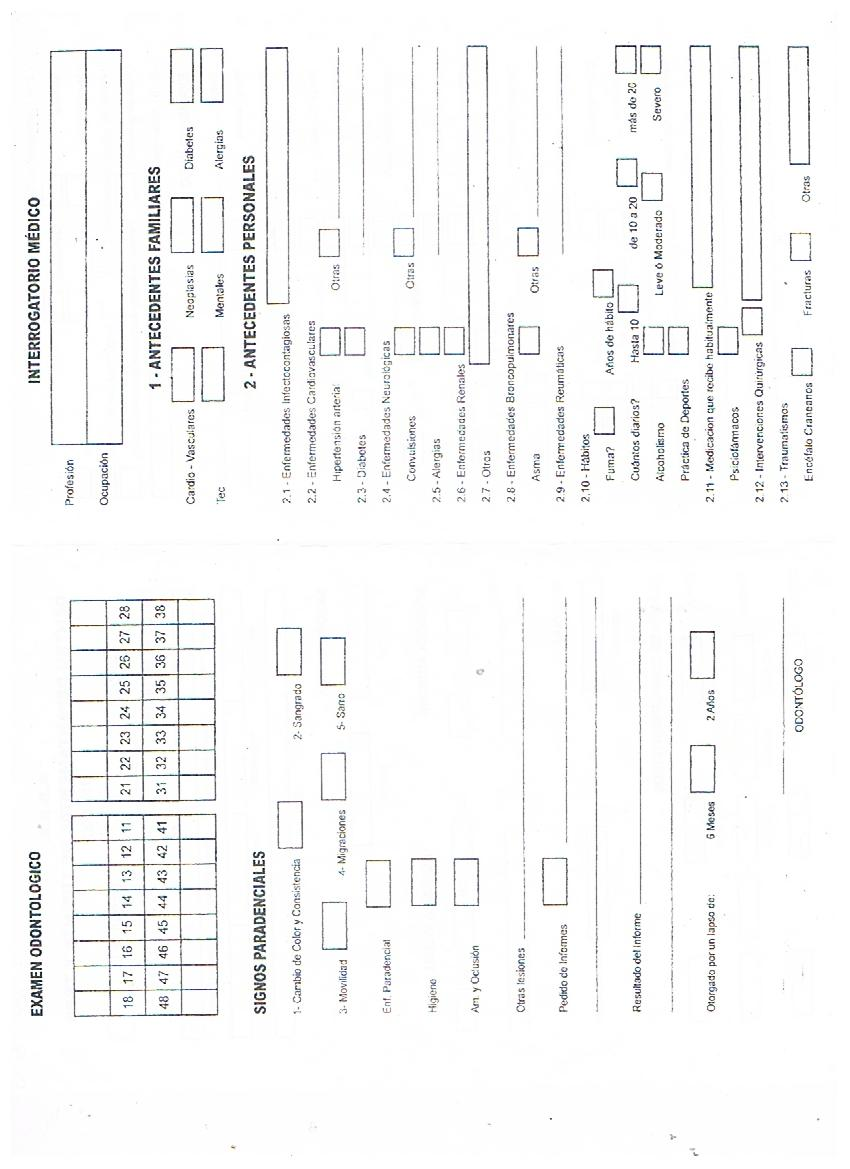 EXAMEN ODONTOLOGICO
18 17 16 15 14 13 12 11 21 22 23 24 25 26 27 28
48 47 46 45 44 43 42 41 31 32 33 34 35 36 37 38
SIGNOS PARADENCIALES
1- Cambio de Color y Consistencia 2- Sangrado
3- Movilidad 4- Migraciones 5- Sarro
Enf. Paradencial
Higiene
Am. y Oclusión
Otras lesiones
Pedido de Informes
Resultado del Informe
Otorgado por un lapso de: 6 Meses 2 Años
ODONTÓLOGO
INTERROGATORIO MÉDICO
Profesión
Ocupación
1 - ANTECEDENTES FAMILIARES
Cardio - Vasculares Neoplasias Diabetes
Tec Mentales Alergias
2 - ANTECEDENTES PERSONALES
2.1 - Enfermedades Infectocontagiosas
2.2 - Enfermedades Cardiovasculares
Hipertensión arterial Otras
2.3 - Diabetes
2.4 - Enfermedades Neurológicas
Convulsiones Otras
2.5 - Alergias
2.6 - Enfermedades Renales
2.7 - Otros
2.8 - Enfermedades Broncopulmonares
Asma Otras
2.9 - Enfermedades Reumáticas
2.10 - Hábitos
Fuma? Años de hábito
Cuántos diarios? Hasta 10 de 10 a 20 más de 20
Alcoholismo Leve ó Moderado Severo
Práctica de Deportes
2.11 - Medicacion que recibe habitualmente
Psicofármacos
2.12 - Intervenciones Quirurgicas
2.13 - Traumatismos
Encéfalo Craneanos Fracturas Otras